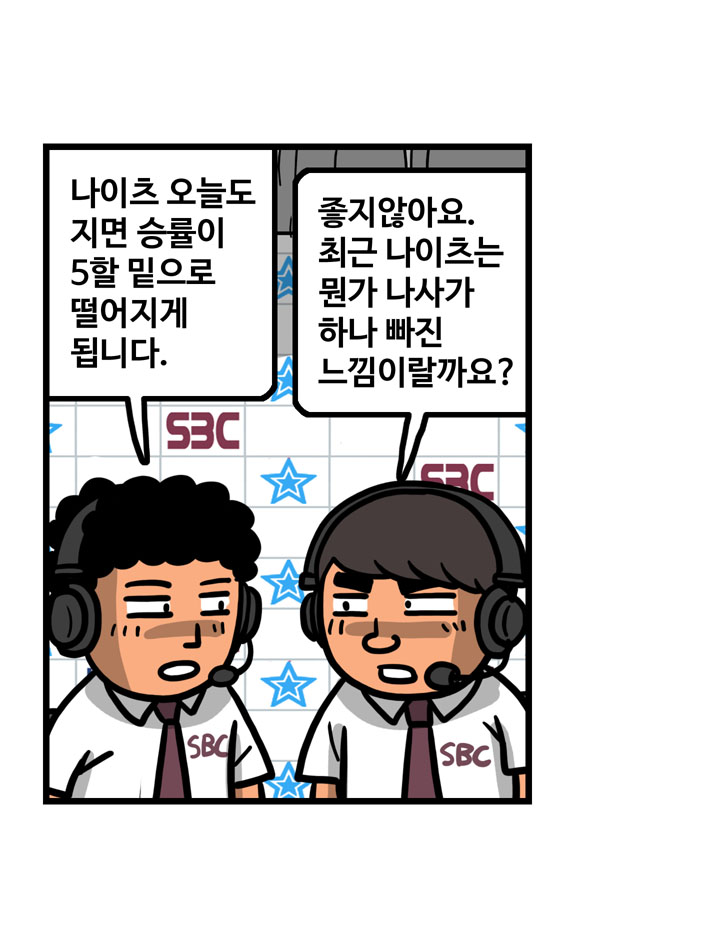 나이츠 오늘도
지면 승률이
5할 밑으로
떨어지게
됩니다.
좋지않아요.
최근 나이츠는
뭔가 나사가
하나 빠진
느낌이랄까요?
SBC
SBC
SBC
SBC